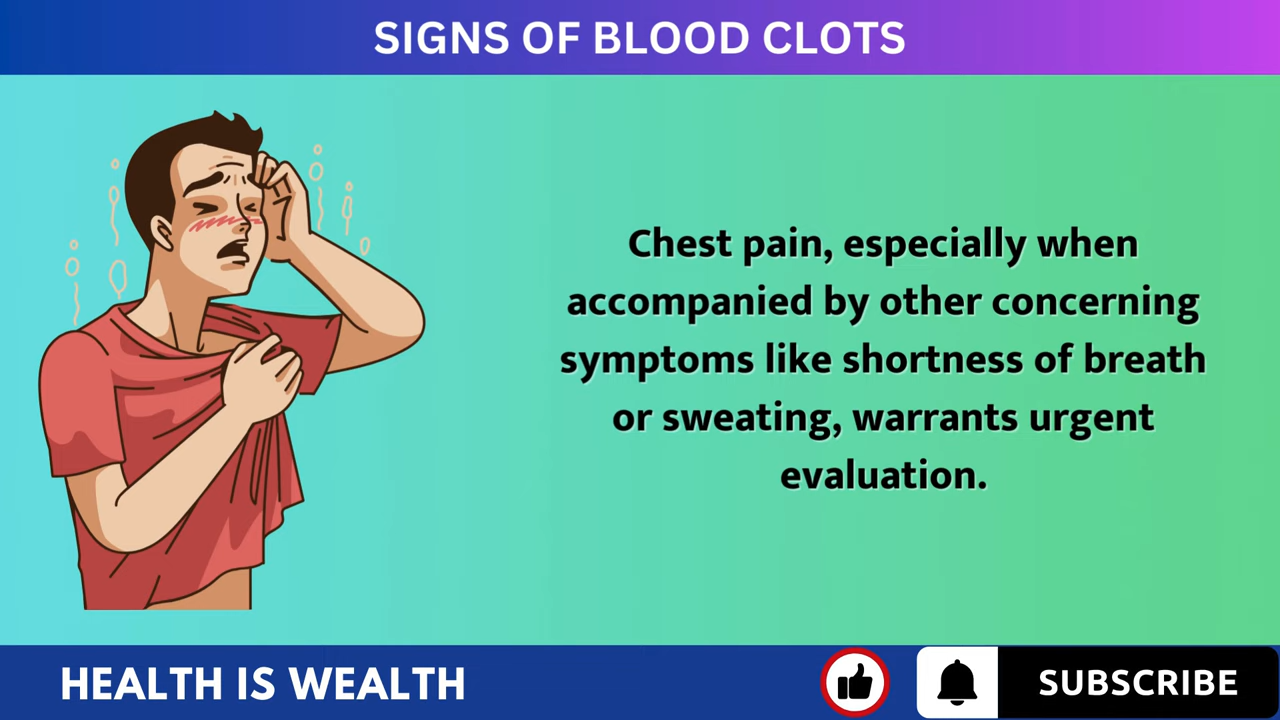 SIGNS OF BLOOD CLOTS
Chest pain, especially when
accompanied by other concerning
symptoms like shortness of breath
or sweating, warrants urgent
evaluation.
HEALTH IS WEALTH
SUBSCRIBE